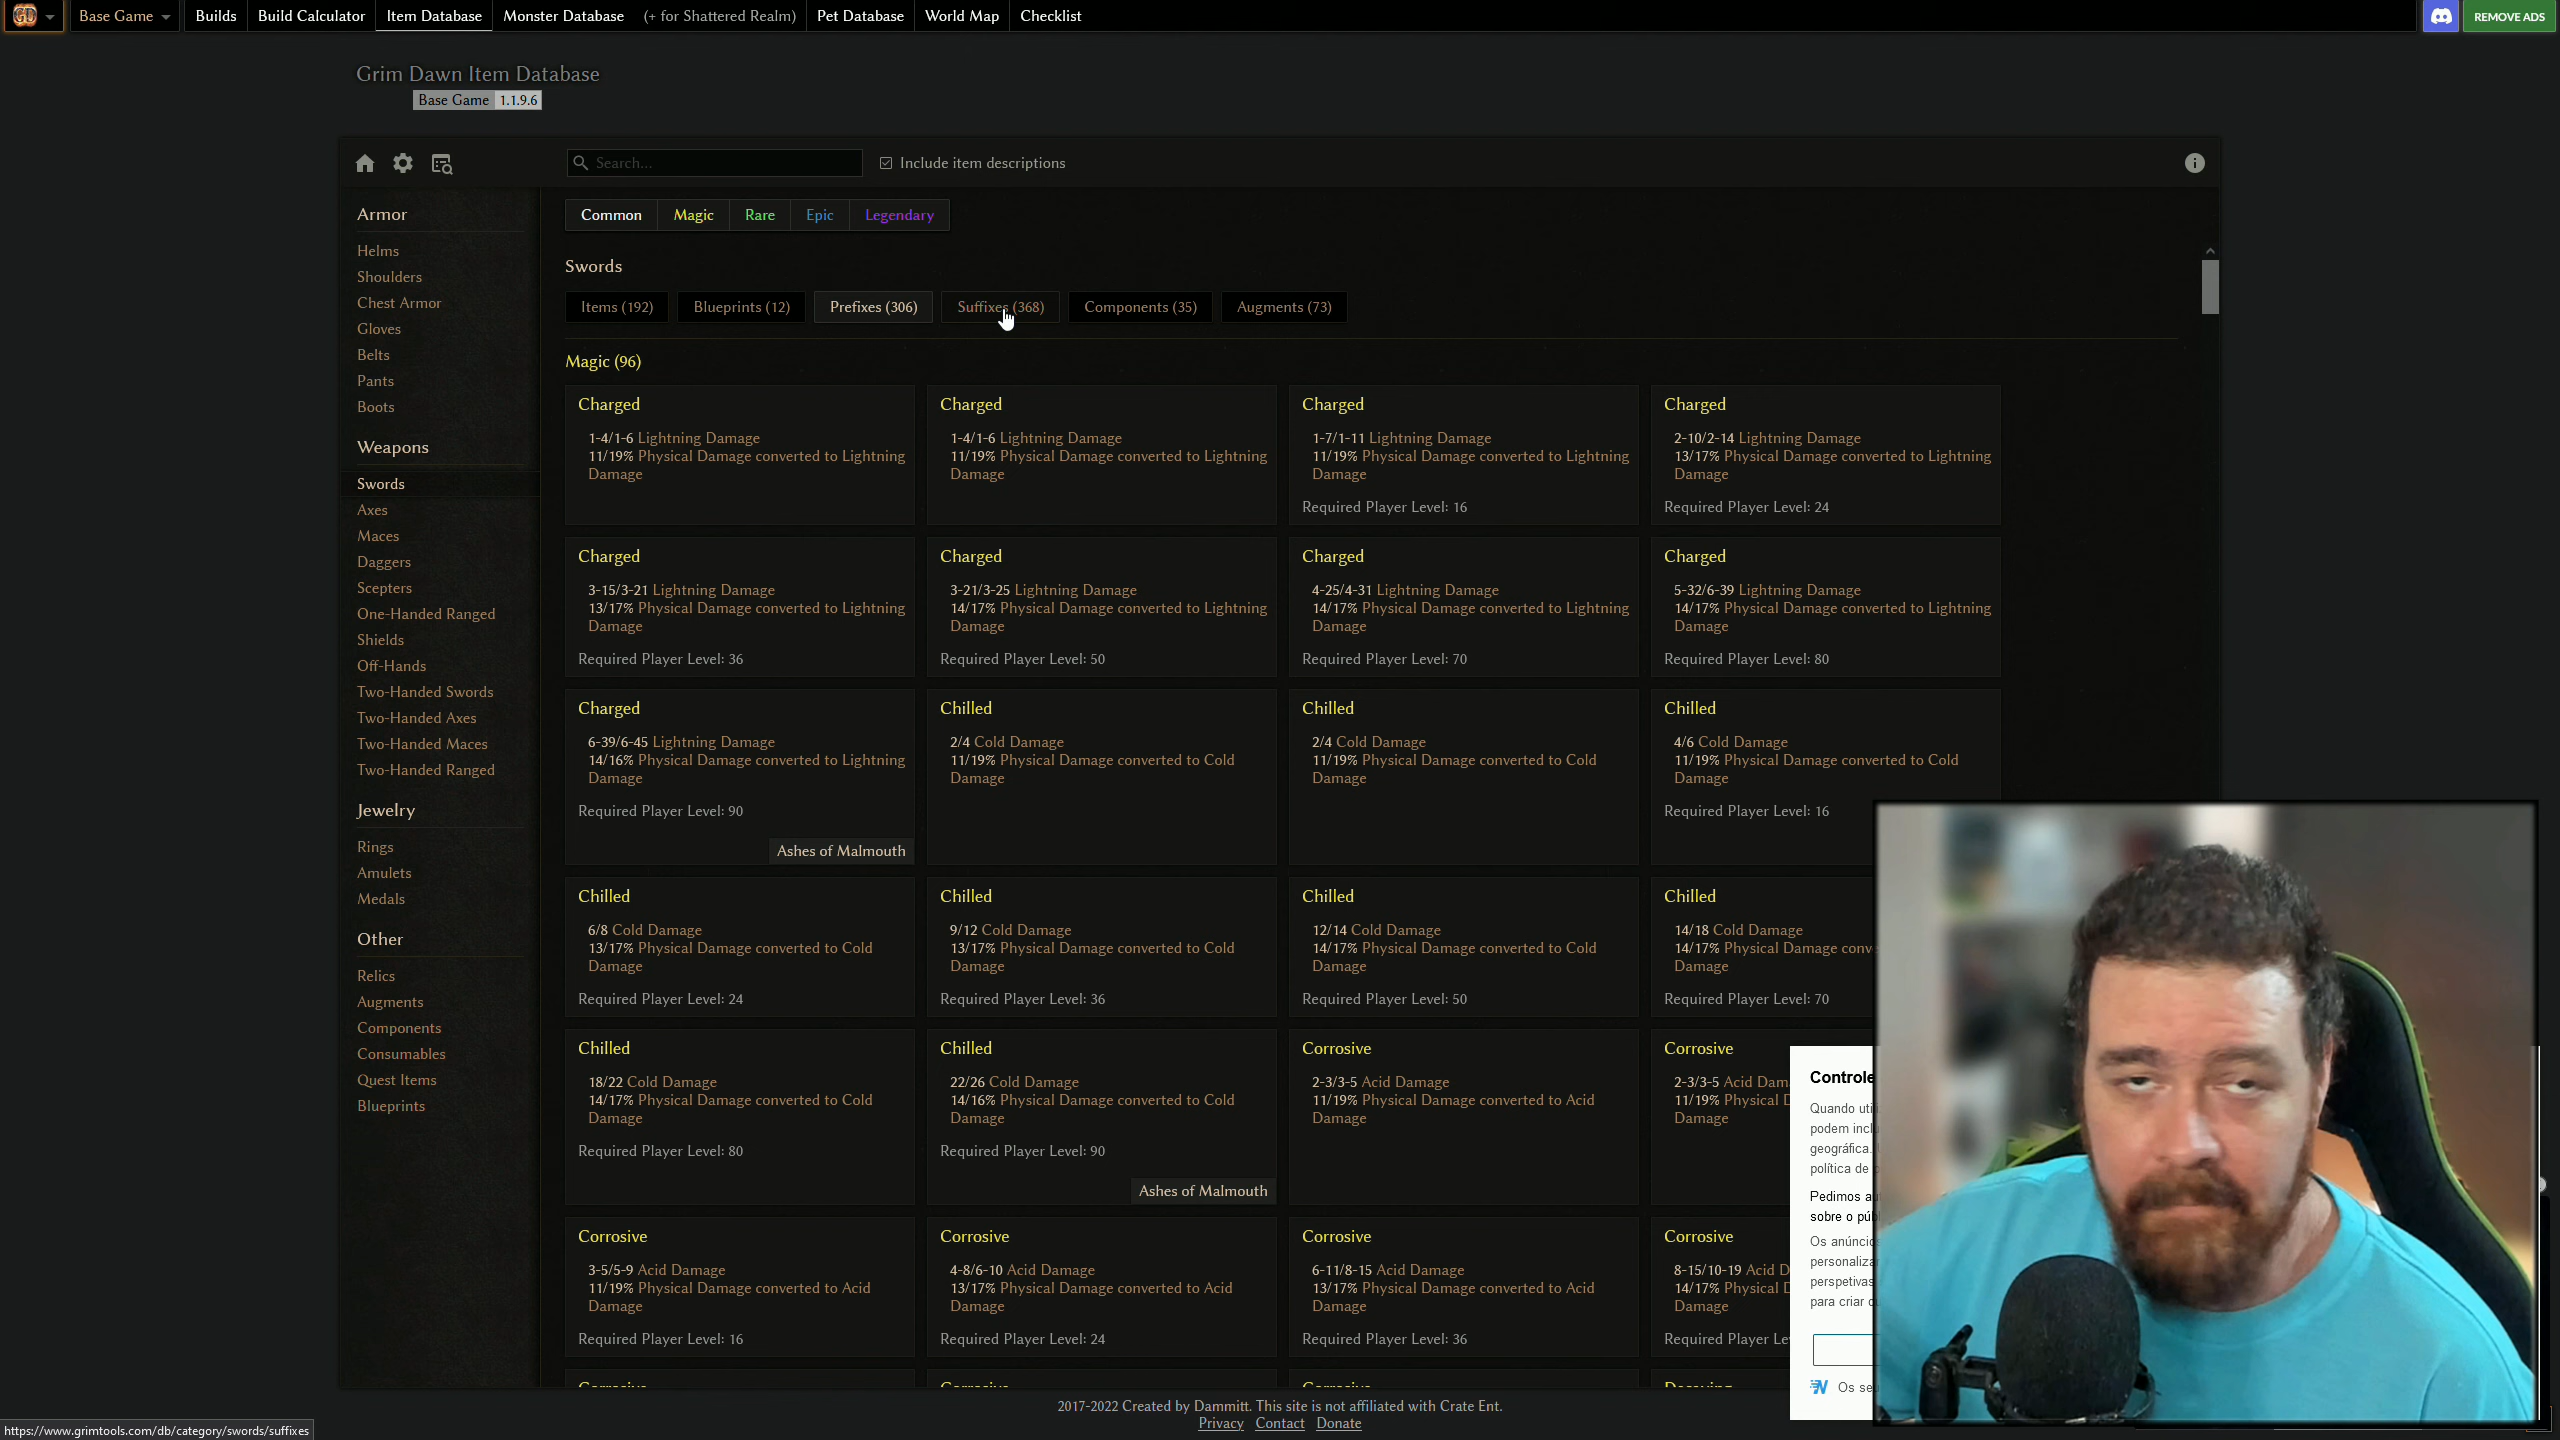 GD
Base Game
Builds
Build Calculator
Item Database
Monster Database
(+ for Shattered Realm)
Pet Database
World Map
Checklist
REMOVE ADS
Grim Dawn Item Database
Base Game 1.1.9.6
Search...
Include item descriptions
Armor
Helms
Shoulders
Chest Armor
Gloves
Belts
Pants
Boots
Weapons
Swords
Axes
Maces
Daggers
Scepters
One-Handed Ranged
Shields
Off-Hands
Two-Handed Swords
Two-Handed Axes
Two-Handed Maces
Two-Handed Ranged
Jewelry
Rings
Amulets
Medals
Other
Relics
Augments
Components
Consumables
Quest Items
Blueprints
Common
Magic
Rare
Epic
Legendary
Swords
Items (192)
Blueprints (12)
Prefixes (306)
Suffixes (368)
Components (35)
Augments (73)
Magic (96)
Charged
1-4/1-6 Lightning Damage
11/19% Physical Damage converted to Lightning
Damage
Charged
1-4/1-6 Lightning Damage
11/19% Physical Damage converted to Lightning
Damage
Charged
1-7/1-11 Lightning Damage
11/19% Physical Damage converted to Lightning
Damage
Required Player Level: 16
Charged
2-10/2-14 Lightning Damage
13/17% Physical Damage converted to Lightning
Damage
Required Player Level: 24
Charged
3-15/3-21 Lightning Damage
13/17% Physical Damage converted to Lightning
Damage
Required Player Level: 36
Charged
3-21/3-25 Lightning Damage
14/17% Physical Damage converted to Lightning
Damage
Required Player Level: 50
Charged
4-25/4-31 Lightning Damage
14/17% Physical Damage converted to Lightning
Damage
Required Player Level: 70
Charged
5-32/6-39 Lightning Damage
14/17% Physical Damage converted to Lightning
Damage
Required Player Level: 80
Charged
6-39/6-45 Lightning Damage
14/16% Physical Damage converted to Lightning
Damage
Required Player Level: 90
Ashes of Malmouth
Chilled
2/4 Cold Damage
11/19% Physical Damage converted to Cold
Damage
Chilled
2/4 Cold Damage
11/19% Physical Damage converted to Cold
Damage
Chilled
4/6 Cold Damage
11/19% Physical Damage converted to Cold
Damage
Required Player Level: 16
Chilled
6/8 Cold Damage
13/17% Physical Damage converted to Cold
Damage
Required Player Level: 24
Chilled
9/12 Cold Damage
13/17% Physical Damage converted to Cold
Damage
Required Player Level: 36
Chilled
12/14 Cold Damage
14/17% Physical Damage converted to Cold
Damage
Required Player Level: 50
Chilled
14/18 Cold Damage
14/17% Physical Damage conv
Damage
Required Player Level: 70
Chilled
18/22 Cold Damage
14/17% Physical Damage converted to Cold
Damage
Required Player Level: 80
Chilled
22/26 Cold Damage
14/16% Physical Damage converted to Cold
Damage
Required Player Level: 90
Ashes of Malmouth
Corrosive
2-3/3-5 Acid Damage
11/19% Physical Damage converted to Acid
Damage
Corrosive
2-3/3-5 Acid Dam
11/19% Physical D
Damage
Corrosive
3-5/5-9 Acid Damage
11/19% Physical Damage converted to Acid
Damage
Required Player Level: 16
Corrosive
4-8/6-10 Acid Damage
13/17% Physical Damage converted to Acid
Damage
Required Player Level: 24
Corrosive
6-11/8-15 Acid Damage
13/17% Physical Damage converted to Acid
Damage
Required Player Level: 36
Corrosive
8-15/10-19 Acid D
14/17% Physical D
Damage
Required Player Le
Controle
Quando uti
podem incl
geográfica.
política de
Pedimos au
sobre o púb
Os anúncio
personaliza
perspetivas
para criar
Os seu
2017-2022 Created by Dammitt. This site is not affiliated with Crate Ent.
Privacy Contact Donate
https://www.grimtools.com/db/category/swords/suffixes